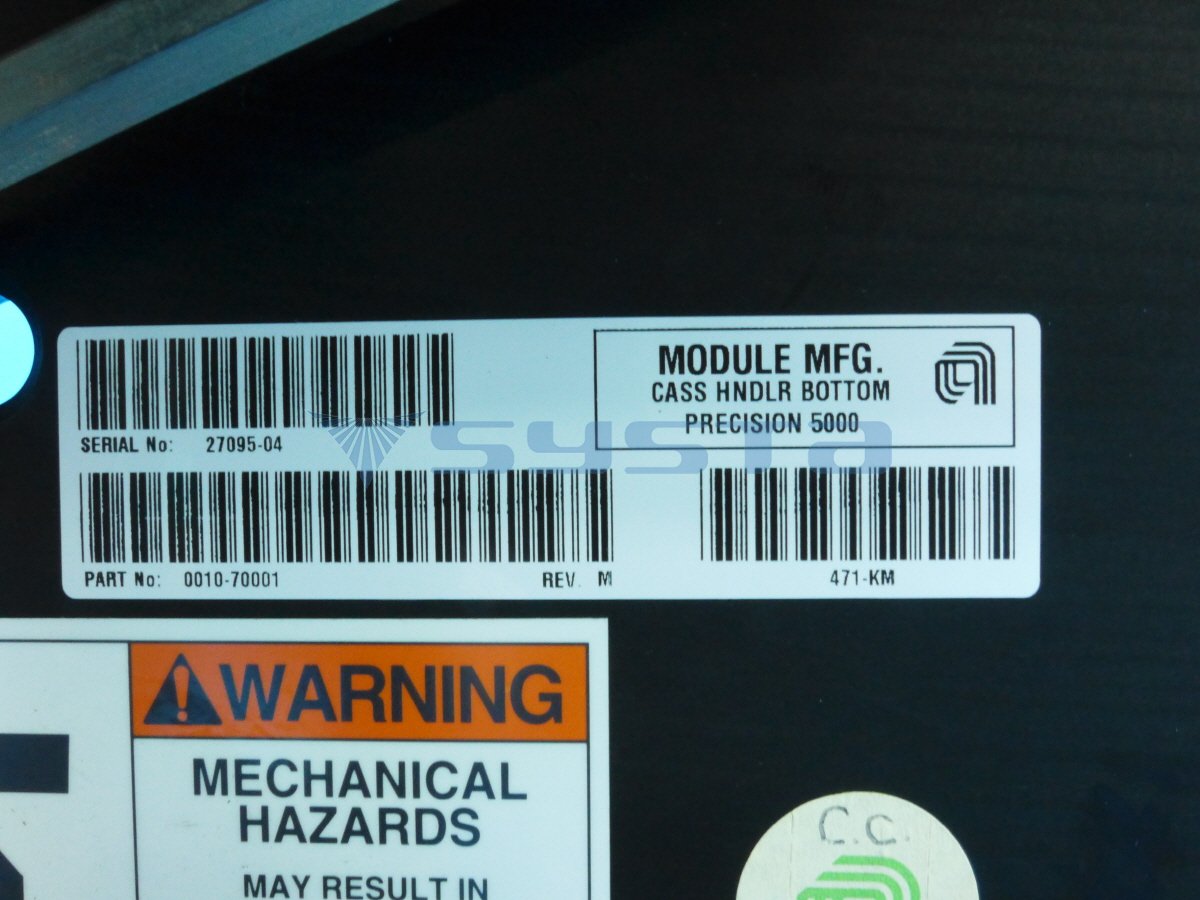 MODULE MFG.
CASS HNDLR BOTTOM
PRECISION 5000
SERIAL No: 27095-04
systa
PART No: 0010-70001 REV. M
471-KM
WARNING
MECHANICAL
HAZARDS
MAY RESULT IN
C.C.